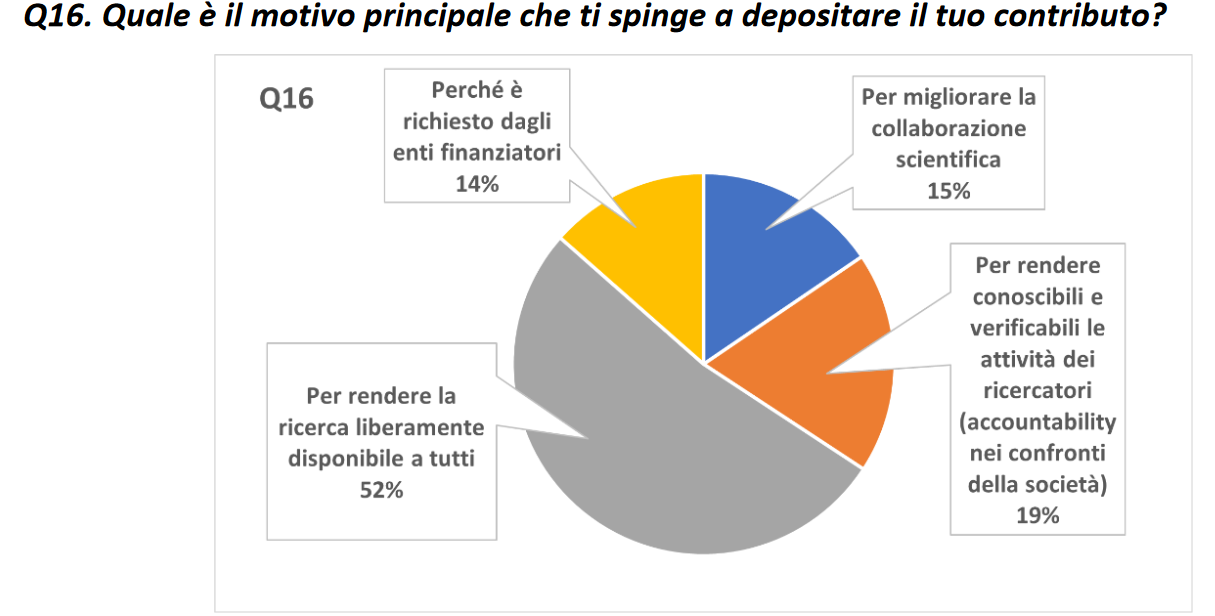 Q16. Quale è il motivo principale che ti spinge a depositare il tuo contributo?
Q16
Perché è
richiesto dagli
enti finanziatori
14%
Per migliorare la
collaborazione
scientifica
15%
Per rendere
conoscibili e
verificabili le
attività dei
ricercatori
(accountability
nei confronti
della società)
19%
Per rendere la
ricerca liberamente
disponibile a tutti
52%